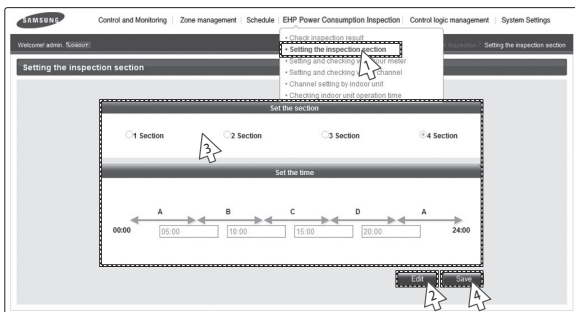 SAMSUNG Control and Monitoring Zone management Schedule EHP Power Consumption Inspection Control logic management System Settings
Welcome! admin. LOGOUT Inspection Setting the inspection section
• Check inspection result
• Setting the inspection section
• Setting and checking hour meter
• Setting and checking channel
• Channel setting by indoor unit
• Checking indoor unit operation time
Setting the inspection section
Set the section
1 Section 2 Section 3 Section 4 Section
Set the time
A B C D A
00:00 05:00 10:00 15:00 20:00 24:00
Edit Save
1
2
3
4